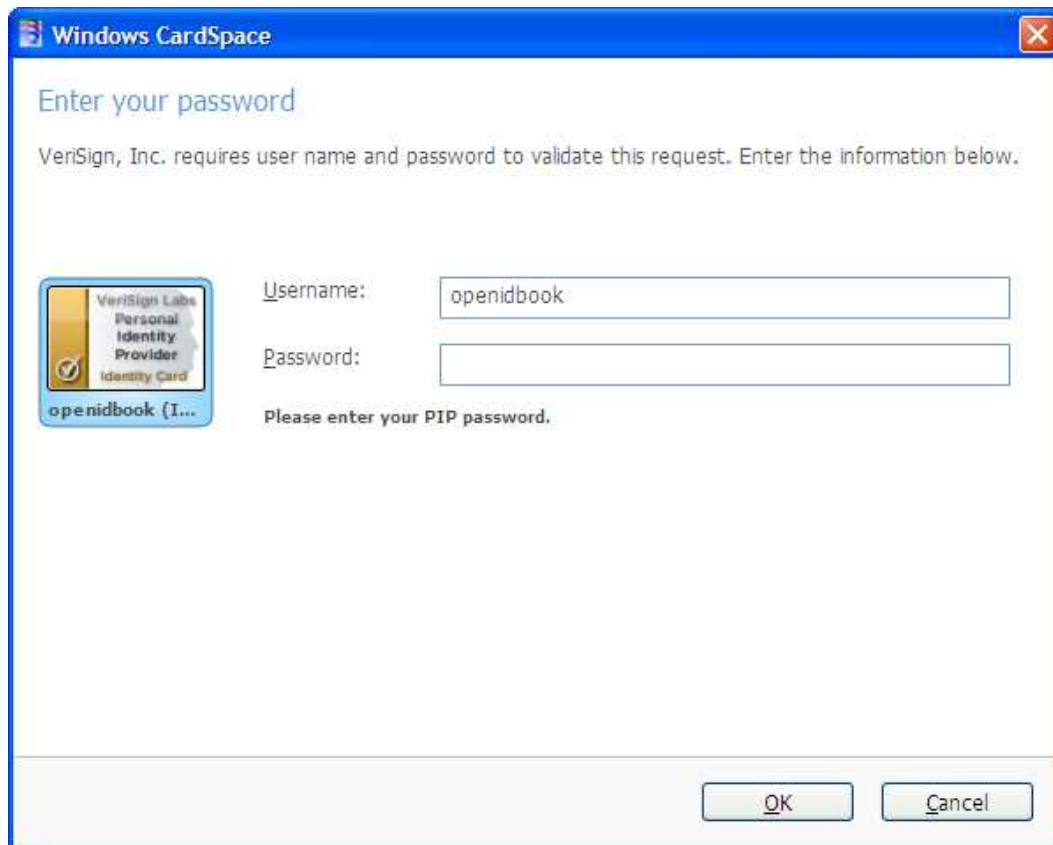 Windows CardSpace
Enter your password
VeriSign, Inc. requires user name and password to validate this request. Enter the information below.
VeriSign Labs
Personal
Identity
Provider
Identity Card
openidbook (I...
Username:
openidbook
Password:
Please enter your PIP password.
OK
Cancel